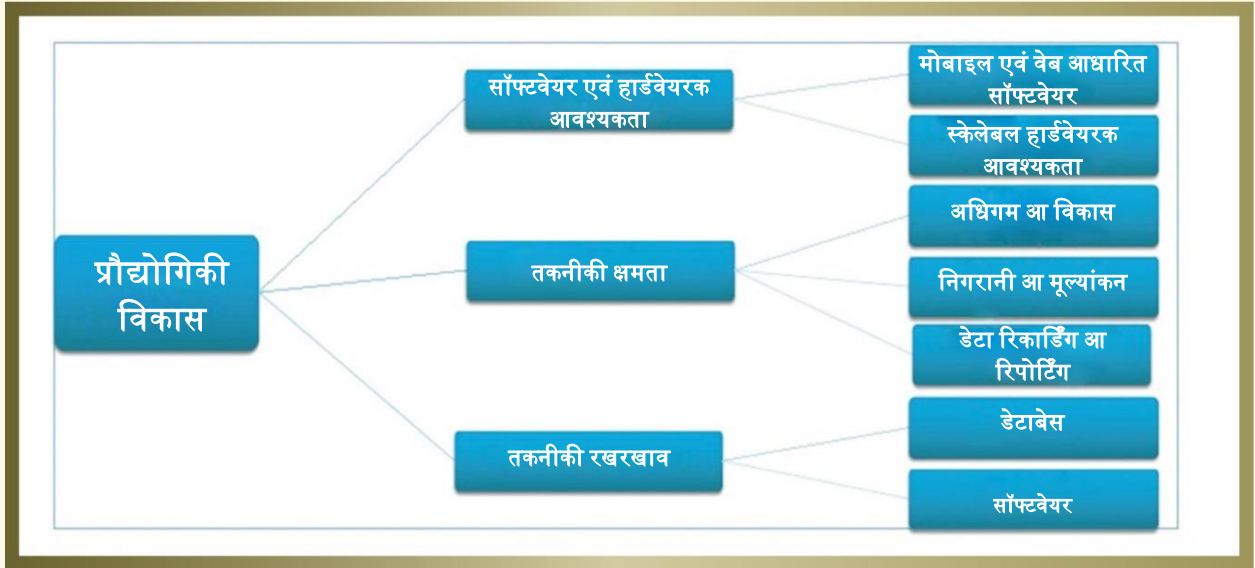 प्रौद्योगिकी
विकास
सॉफ्टवेयर एवं हार्डवेयरक
आवश्यकता
मोबाइल एवं वेब आधारित
सॉफ्टवेयर
स्केलेबल हार्डवेयरक
आवश्यकता
तकनीकी क्षमता
अधिगम आ विकास
निगरानी आ मूल्यांकन
डेटा रिकार्डिंग आ
रिपोर्टिंग
तकनीकी रखरखाव
डेटाबेस
सॉफ्टवेयर